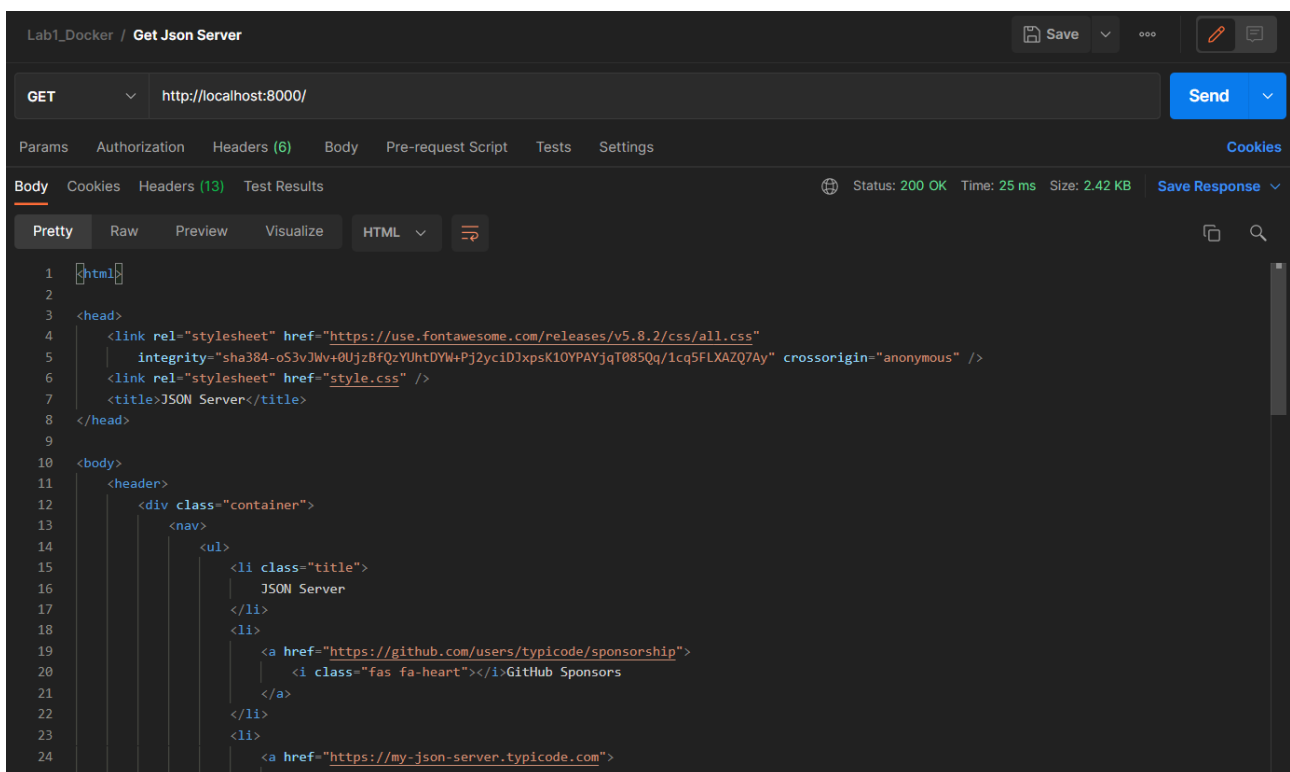 Lab1_Docker / Get Json Server
Save
GET http://localhost:8000/ Send
Params Authorization Headers (6) Body Pre-request Script Tests Settings Cookies
Body Cookies Headers (13) Test Results Status: 200 OK Time: 25 ms Size: 2.42 KB Save Response
Pretty Raw Preview Visualize HTML
1 <html>
2
3 <head>
4 <link rel="stylesheet" href="https://use.fontawesome.com/releases/v5.8.2/css/all.css"
5 integrity="sha384-oS3vJWv+0UjzBfQzYUhtDYW+Pj2yciDJxpsK1OYPAYjqT085Qq/1cq5FLXAZQ7Ay" crossorigin="anonymous" />
6 <link rel="stylesheet" href="style.css" />
7 <title>JSON Server</title>
8 </head>
9
10 <body>
11 <header>
12 <div class="container">
13 <nav>
14 <ul>
15 <li class="title">
16 JSON Server
17 </li>
18 <li>
19 <a href="https://github.com/users/typicode/sponsorship">
20 <i class="fas fa-heart"></i>GitHub Sponsors
21 </a>
22 </li>
23 <li>
24 <a href="https://my-json-server.typicode.com">